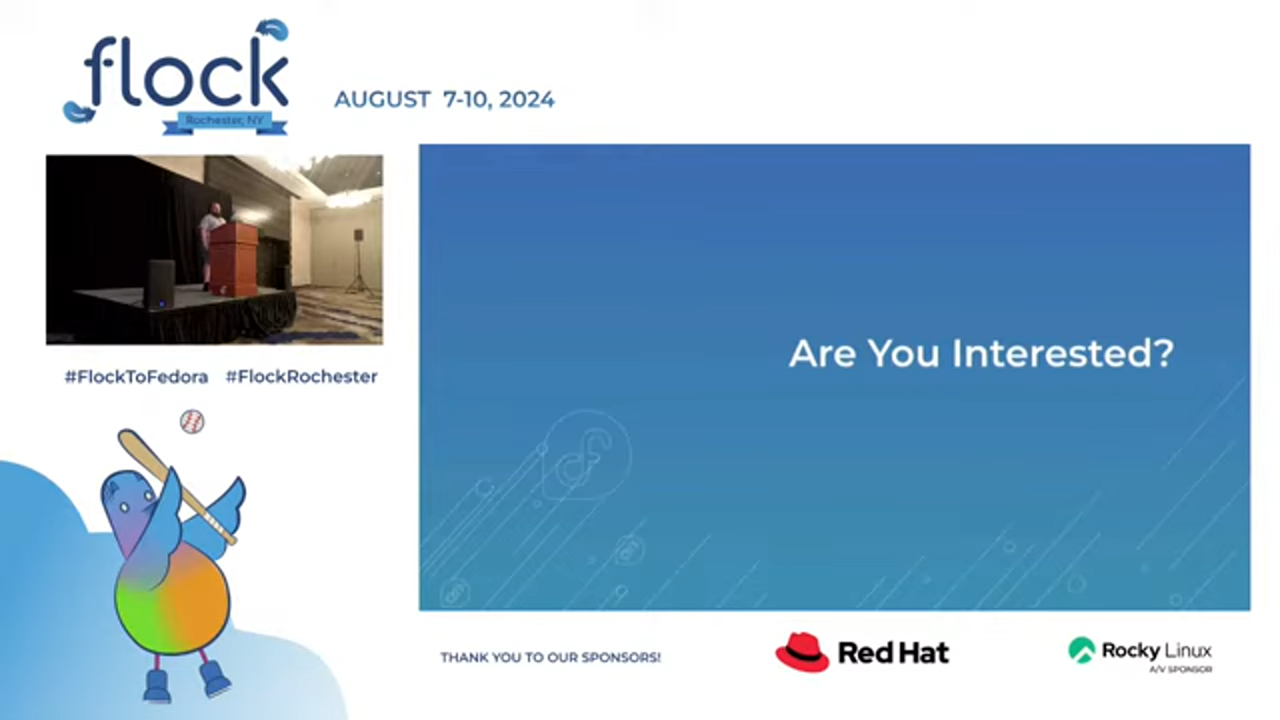 flock
Rochester, NY
AUGUST 7-10, 2024
#FlockToFedora #FlockRochester
Are You Interested?
THANK YOU TO OUR SPONSORS!
Red Hat
Rocky Linux
A/V SPONSOR